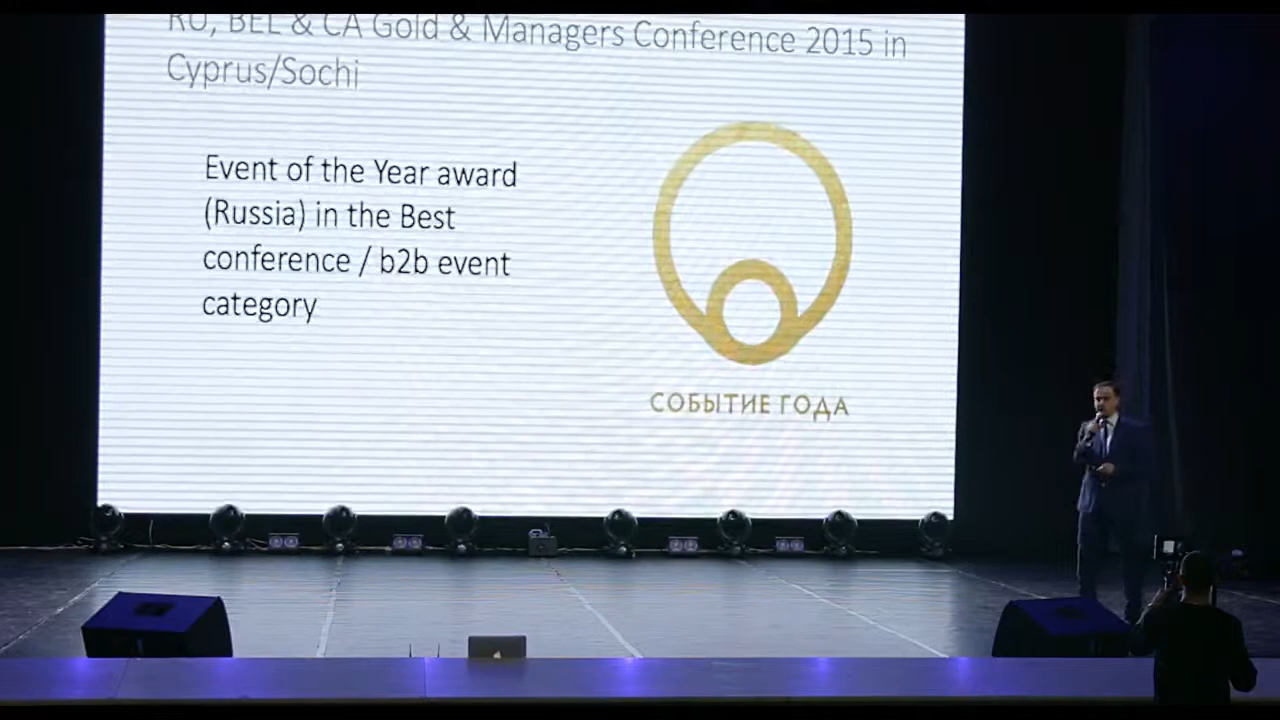 RU, BEL & CA Gold & Managers Conference 2015 in
Cyprus/Sochi
Event of the Year award
(Russia) in the Best
conference / b2b event
category
СОБЫТИЕ ГОДА